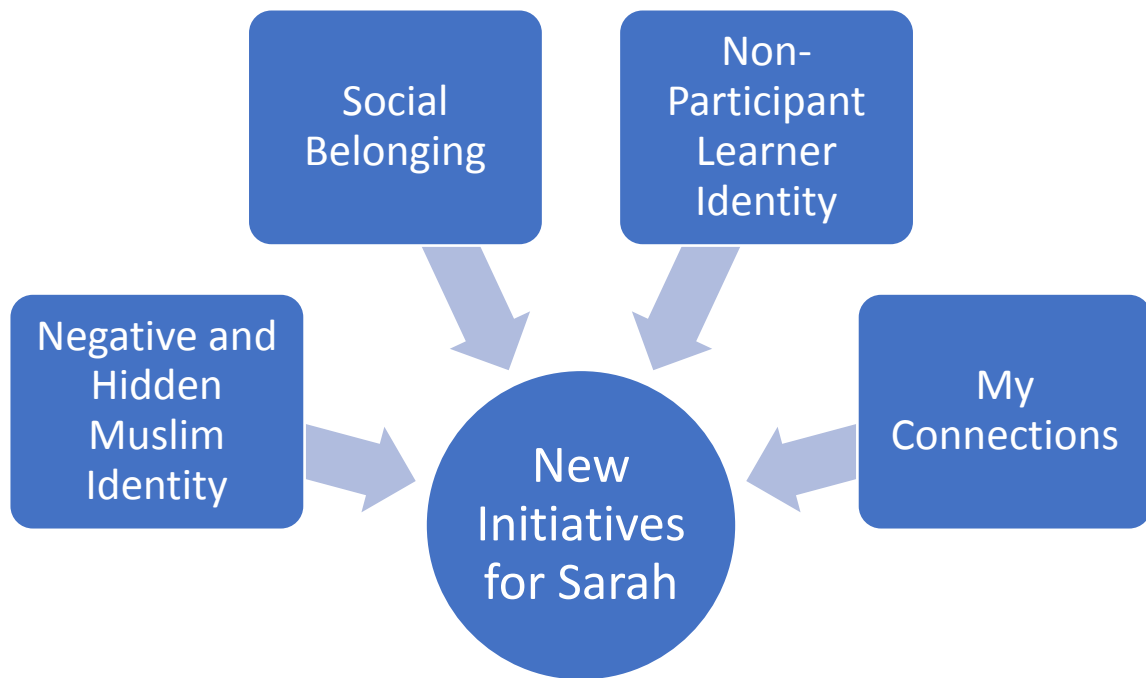 Social
Belonging
Non-
Participant
Learner
Identity
Negative and
Hidden
Muslim
Identity
My
Connections
New
Initiatives
for Sarah